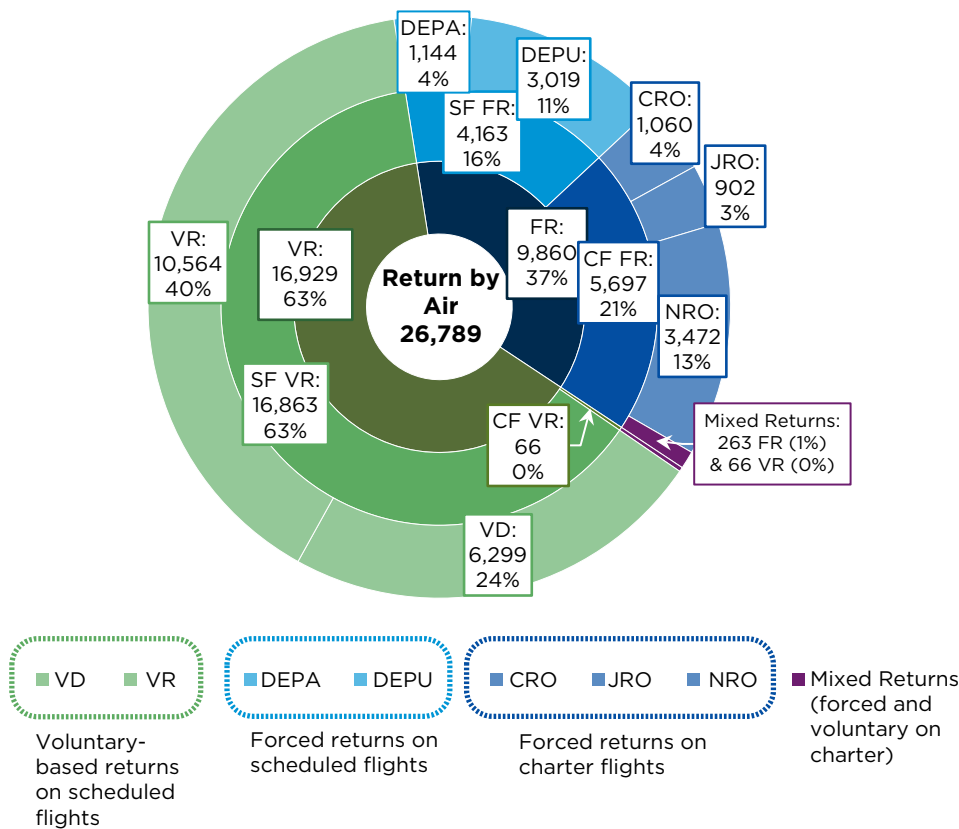 DEPA:
1,144
4%
DEPU:
3,019
11%
SF FR:
4,163
16%
CRO:
1,060
4%
JRO:
902
3%
VR:
10,564
40%
VR:
16,929
63%
Return by
Air
26,789
FR:
9,860
37%
CF FR:
5,697
21%
NRO:
3,472
13%
SF VR:
16,863
63%
CF VR:
66
0%
Mixed Returns:
263 FR (1%)
& 66 VR (0%)
VD:
6,299
24%
VD VR DEPA DEPU CRO JRO NRO Mixed Returns
(forced and
voluntary on
charter)
Voluntary-
based returns
on scheduled
flights
Forced returns on
scheduled flights
Forced returns on
charter flights